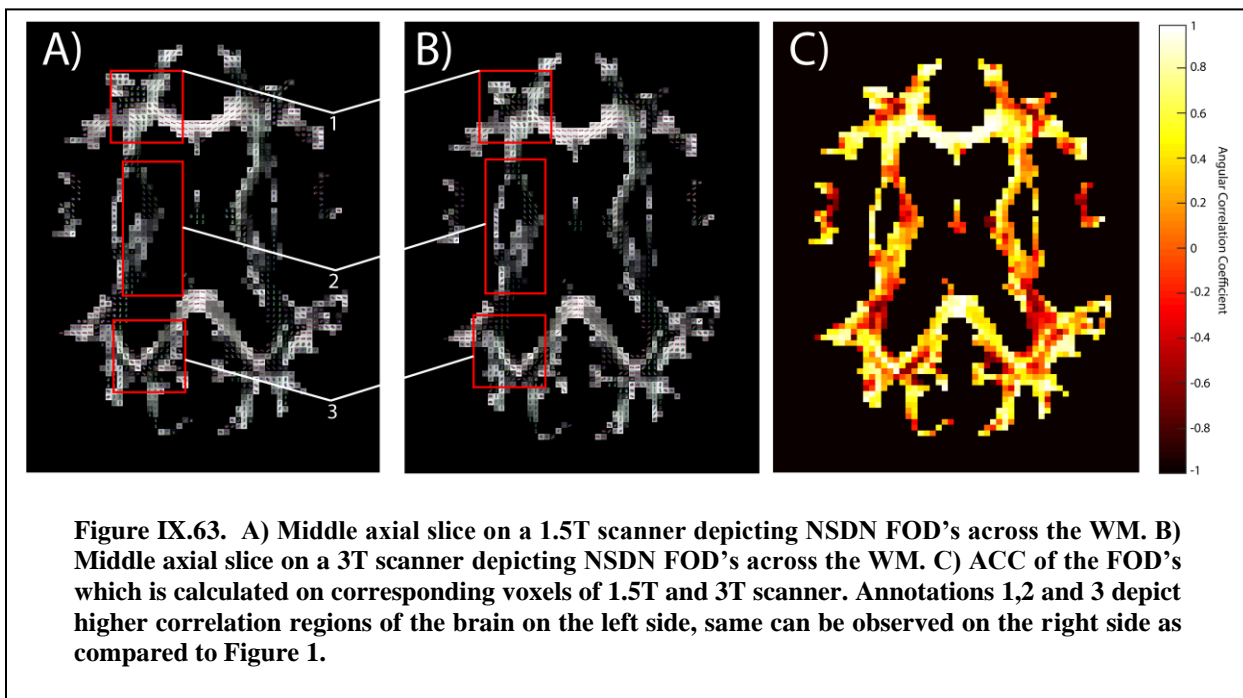 A)
B)
C)
1
2
3
1
0.8
0.6
0.4
0.2
0
-0.2
-0.4
-0.6
-0.8
-1
Angular Correlation Coefficient
Figure IX.63. A) Middle axial slice on a 1.5T scanner depicting NSDN FOD's across the WM. B)
Middle axial slice on a 3T scanner depicting NSDN FOD's across the WM. C) ACC of the FOD's
which is calculated on corresponding voxels of 1.5T and 3T scanner. Annotations 1,2 and 3 depict
higher correlation regions of the brain on the left side, same can be observed on the right side as
compared to Figure 1.